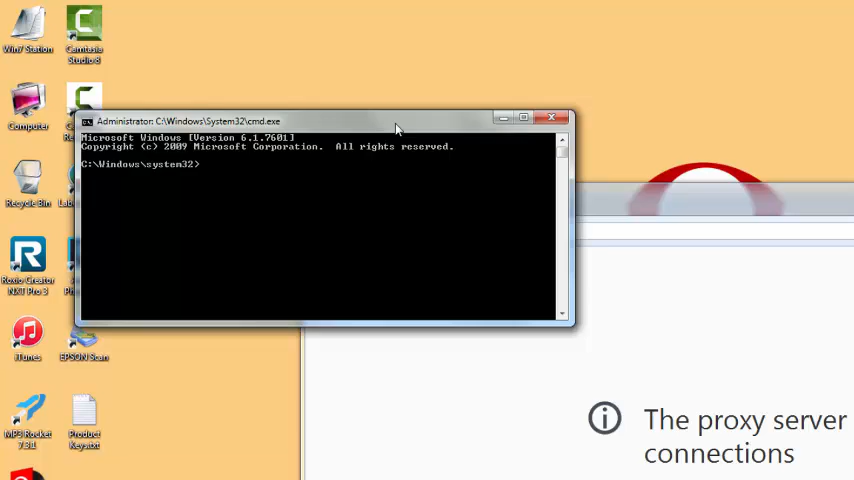 Win7 Station
Camtasia
Studio 8
Computer
Administrator: C:\Windows\System32\cmd.exe
Microsoft Windows [Version 6.1.7601]
Copyright (c) 2009 Microsoft Corporation.  All rights reserved.
C:\Windows\system32>
Recycle Bin
Roxio Creator
NXT Pro 3
iTunes
EPSON Scan
MP3 Rocket
7.3.1
Product
Keys.txt
The proxy server
connections